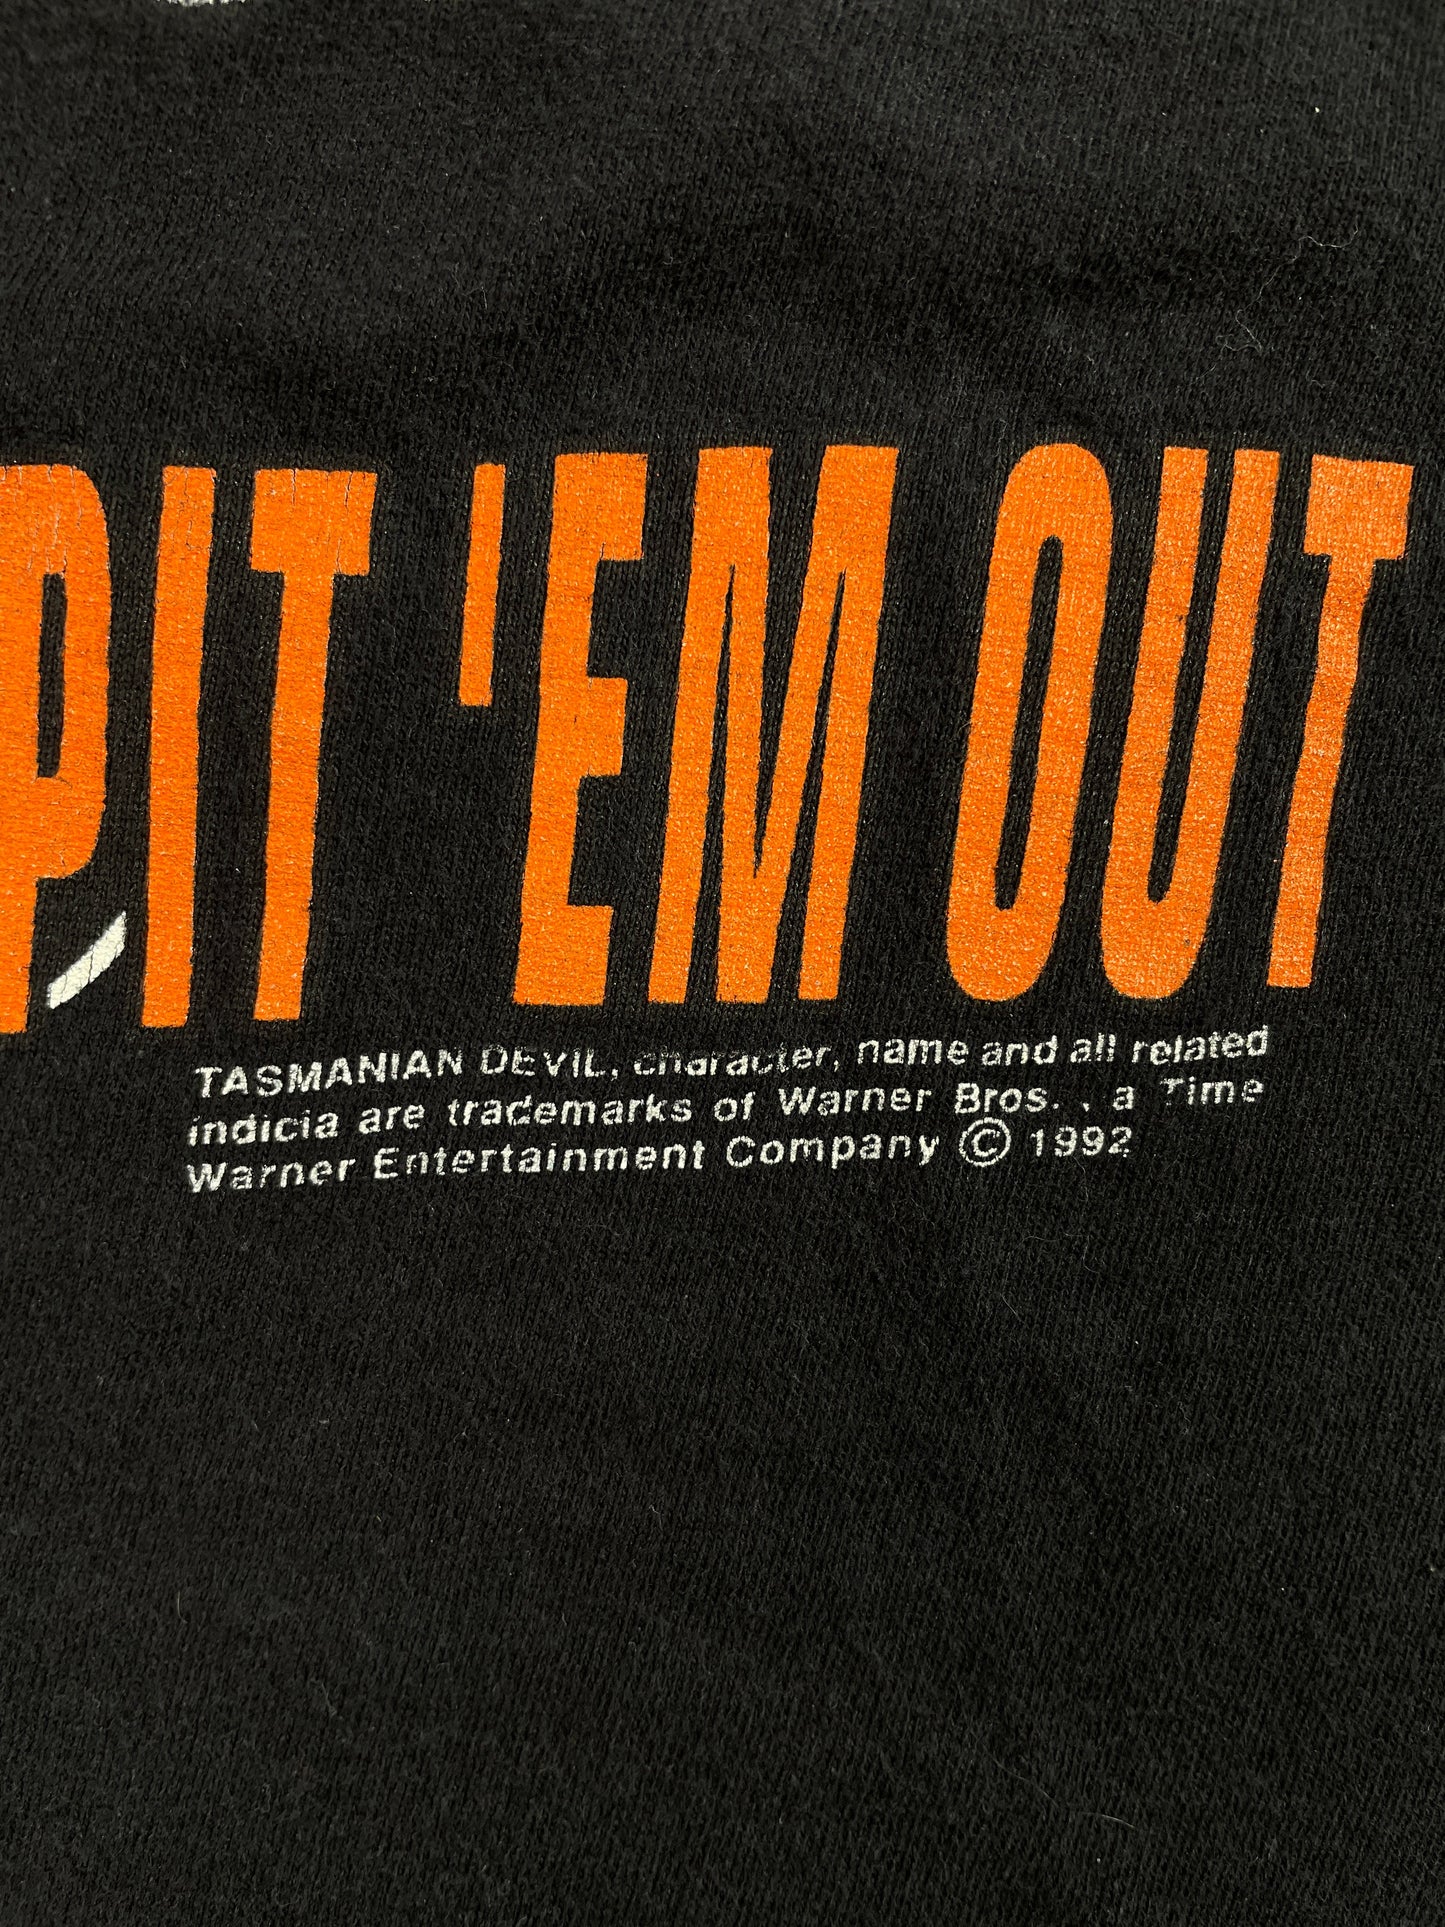 PIT 'EM OUT
TASMANIAN DEVIL, character, name and all related
indicia are trademarks of Warner Bros. , a Time
Warner Entertainment Company © 1992